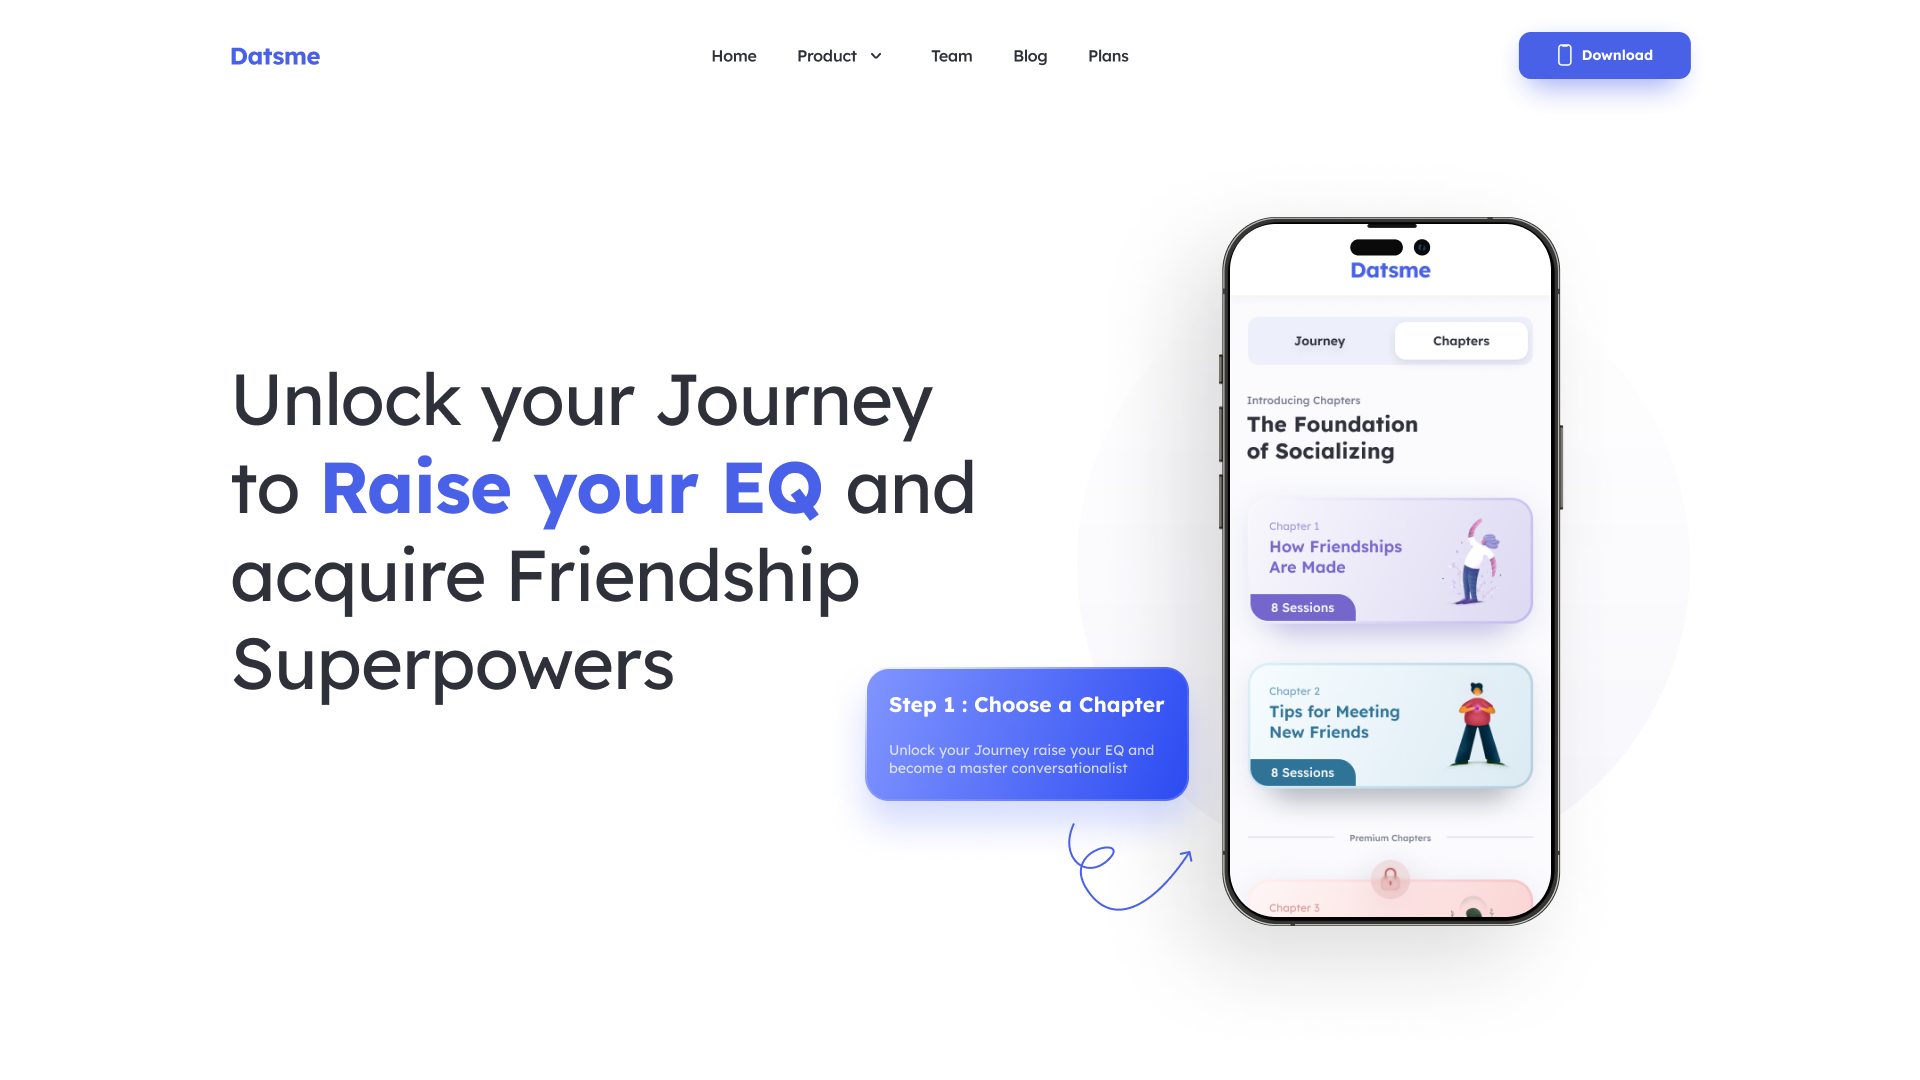 Datsme
Home
Product
Team
Blog
Plans
Download
Unlock your Journey
to Raise your EQ and
acquire Friendship
Superpowers
Step 1 : Choose a Chapter
Unlock your Journey raise your EQ and
become a master conversationalist
Datsme
Journey
Chapters
Introducing Chapters
The Foundation
of Socializing
Chapter 1
How Friendships
Are Made
8 Sessions
Chapter 2
Tips for Meeting
New Friends
8 Sessions
Premium Chapters
Chapter 3